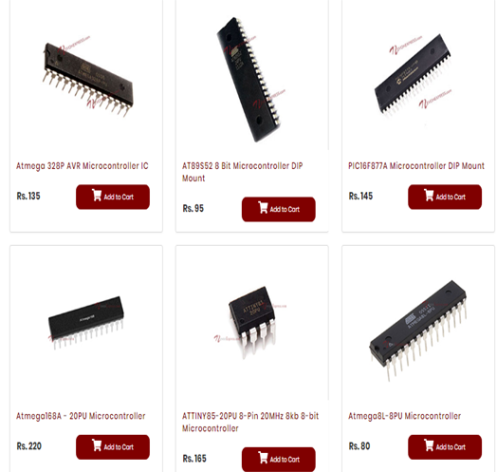 Atmega 328P AVR Microcontroller IC
Rs.135
Add to Cart
AT89S52 8 Bit Microcontroller DIP
Mount
Rs.95
Add to Cart
PIC16F877A Microcontroller DIP Mount
Rs.145
Add to Cart
Atmega168A - 20PU Microcontroller
Rs.220
Add to Cart
ATTINY85-20PU 8-Pin 20MHz 8kb 8-bit
Microcontroller
Rs.165
Add to Cart
Atmega8L-8PU Microcontroller
Rs.80
Add to Cart